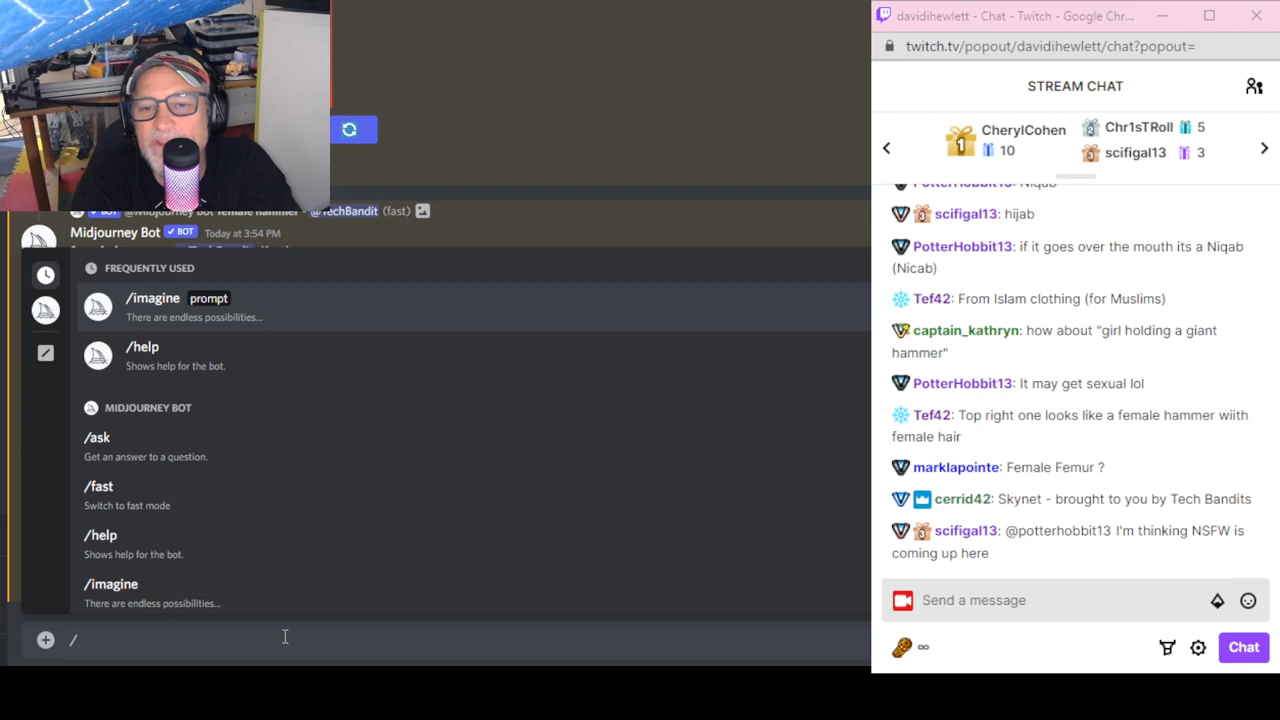 @Midjourney Bot female hammer - @TechBandit (fast)
Midjourney Bot ✓ BOT Today at 3:54 PM
FREQUENTLY USED
/imagine prompt
There are endless possibilities...
/help
Shows help for the bot.
MIDJOURNEY BOT
/ask
Get an answer to a question.
/fast
Switch to fast mode
/help
Shows help for the bot.
/imagine
There are endless possibilities...
/
davidihewlett - Chat - Twitch - Google Chr...
twitch.tv/popout/davidihewlett/chat?popout=
STREAM CHAT
1 CherylCohen 10
2 Chr1sTRoll 5
3 scifigal13 3
PotterHobbit13: Niqab
scifigal13: hijab
PotterHobbit13: if it goes over the mouth its a Niqab
(Nicab)
Tef42: From Islam clothing (for Muslims)
captain_kathryn: how about "girl holding a giant
hammer"
PotterHobbit13: It may get sexual lol
Tef42: Top right one looks like a female hammer wiith
female hair
marklapointe: Female Femur ?
cerrid42: Skynet - brought to you by Tech Bandits
scifigal13: @potterhobbit13 I'm thinking NSFW is
coming up here
Send a message
∞
Chat